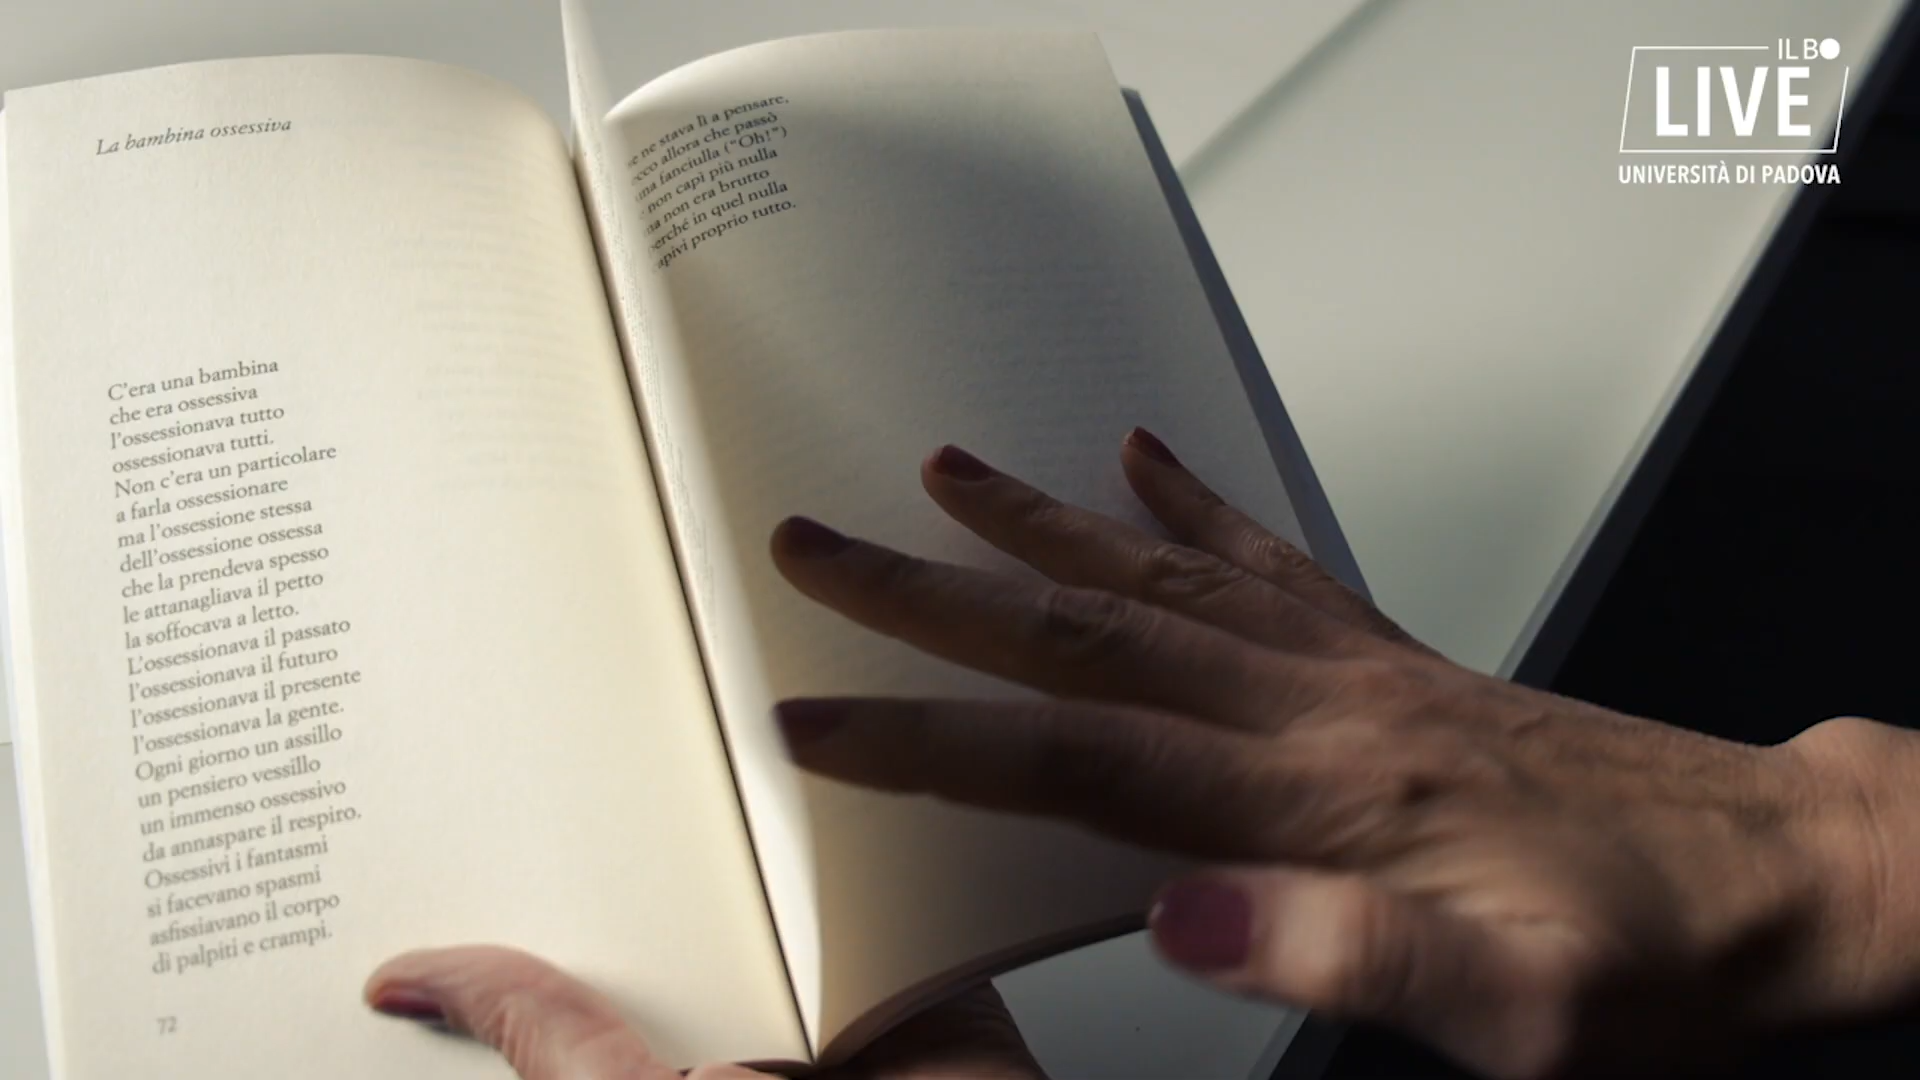 La bambina ossessiva
C'era una bambina
che era ossessiva
l'ossessionava tutto
ossessionava tutti.
Non c'era un particolare
a farla ossessionare
ma l'ossessione stessa
dell'ossessione ossessa
che la prendeva spesso
le attanagliava il petto
la soffocava a letto.
L'ossessionava il passato
l'ossessionava il futuro
l'ossessionava il presente
l'ossessionava la gente.
Ogni giorno un assillo
un pensiero vessillo
un immenso ossessivo
da annaspare il respiro.
Ossessivi i fantasmi
si facevano spasmi
asfissiavano il corpo
di palpiti e crampi.
72
ne stava lì a pensare,
allora che passò
fanciulla ("Oh!")
non capì più nulla
non era brutto
perché in quel nulla
proprio tutto.
IL BO
LIVE
UNIVERSITÀ DI PADOVA